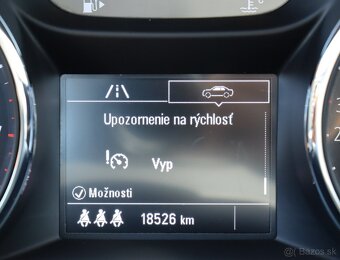 Upozornenie na rýchlosť
Vyp
Možnosti
18526 km
Bazos.sk